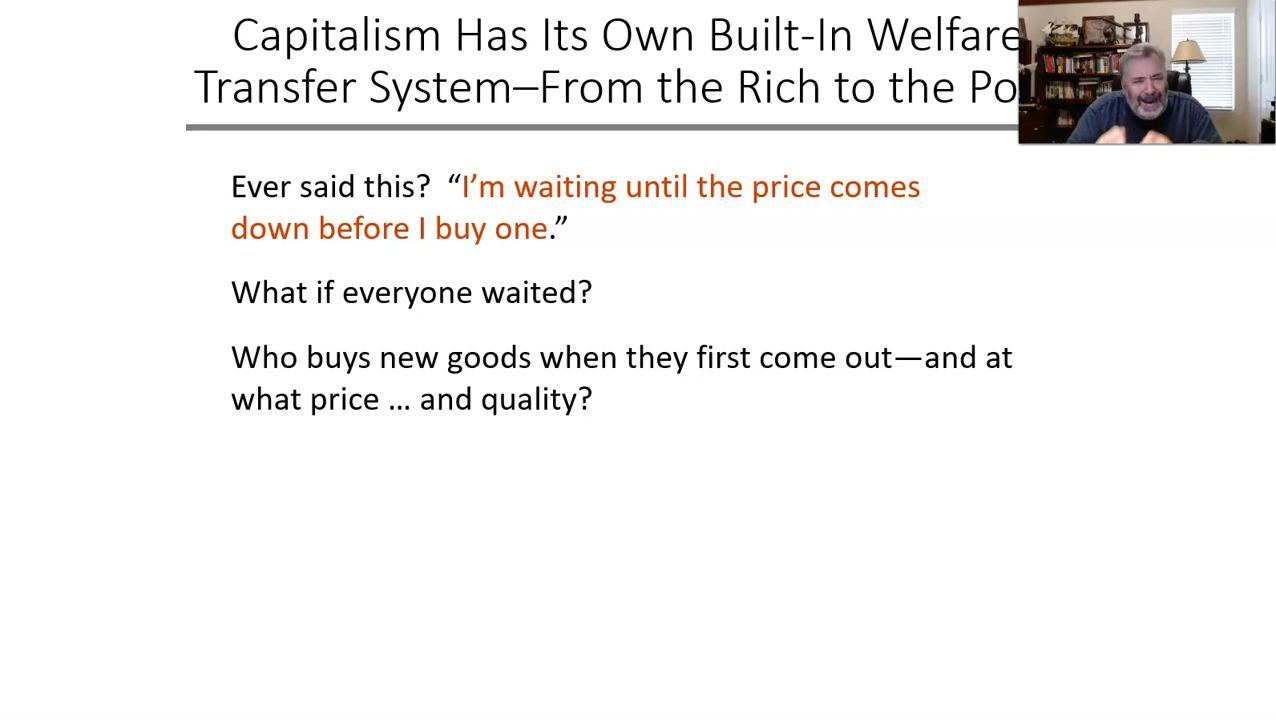 Capitalism Has Its Own Built-In Welfare
Transfer System–From the Rich to the Po
Ever said this? “I’m waiting until the price comes
down before I buy one.”
What if everyone waited?
Who buys new goods when they first come out—and at
what price … and quality?